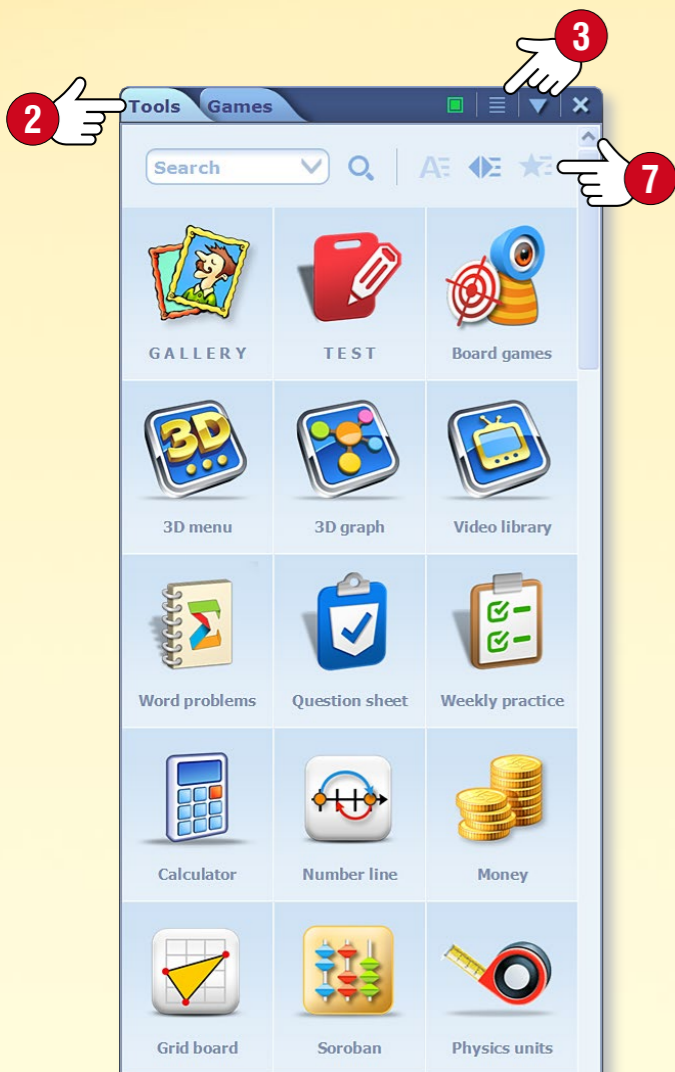 3
2
Tools Games
7
Search
A
GALLERY TEST Board games
3D
3D menu 3D graph Video library
Σ
Word problems Question sheet Weekly practice
Calculator Number line Money
Grid board Soroban Physics units